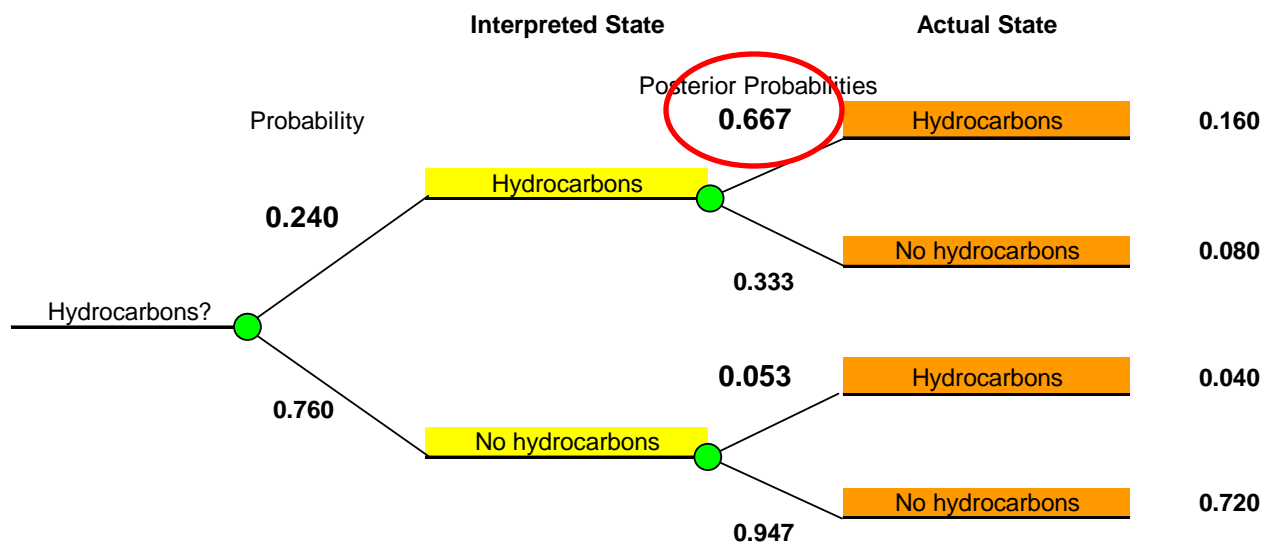 Interpreted State
Actual State
Posterior Probabilities
Probability
0.667
Hydrocarbons
0.160
Hydrocarbons
0.240
No hydrocarbons
0.080
0.333
Hydrocarbons?
0.053
Hydrocarbons
0.040
0.760
No hydrocarbons
No hydrocarbons
0.720
0.947